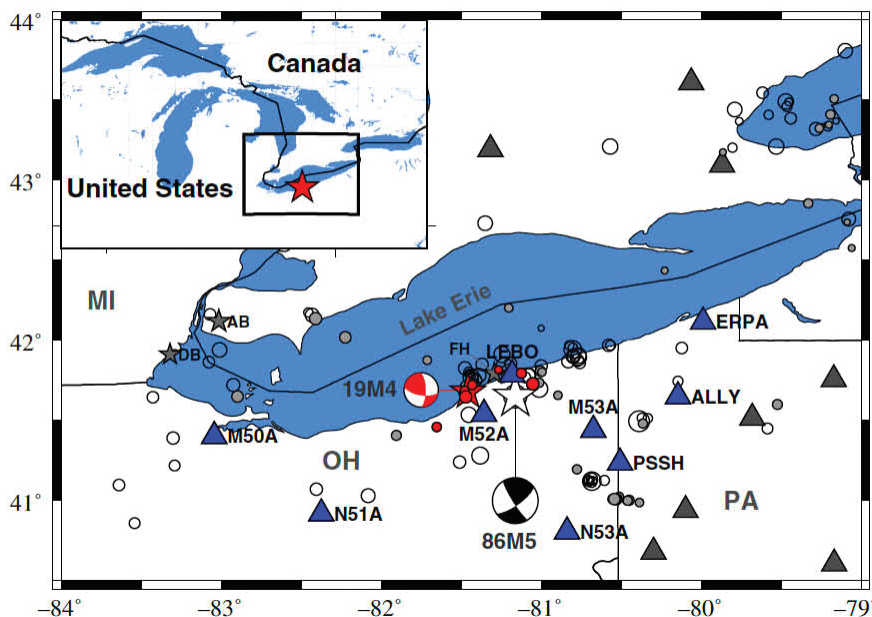 44°
Canada
United States
43°
MI
Lake Erie
AB
ERPA
42°
DB
FH
LEBO
19M4
ALLY
M53A
M50A
M52A
OH
PSSH
41°
N51A
PA
86M5
N53A
−84°
−83°
−82°
−81°
−80°
−79